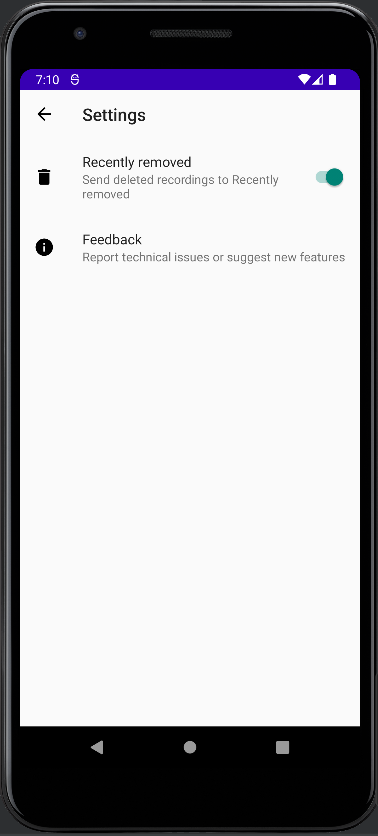 7:10
Settings
Recently removed
Send deleted recordings to Recently
removed
Feedback
Report technical issues or suggest new features